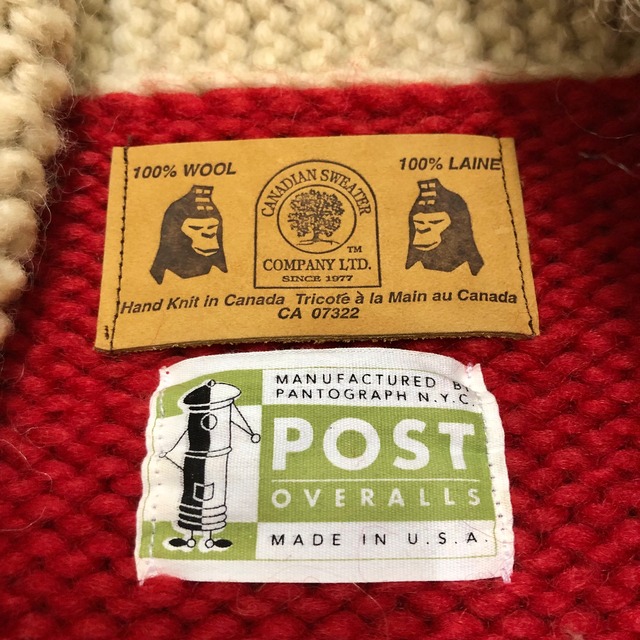 100% WOOL
100% LAINE
CANADIAN SWEATER
TM
COMPANY LTD.
SINCE 1977
Hand Knit in Canada Tricoté à la Main au Canada
CA 07322
MANUFACTURED BY
PANTOGRAPH N.Y.C.
POST
OVERALLS
MADE IN U.S.A.